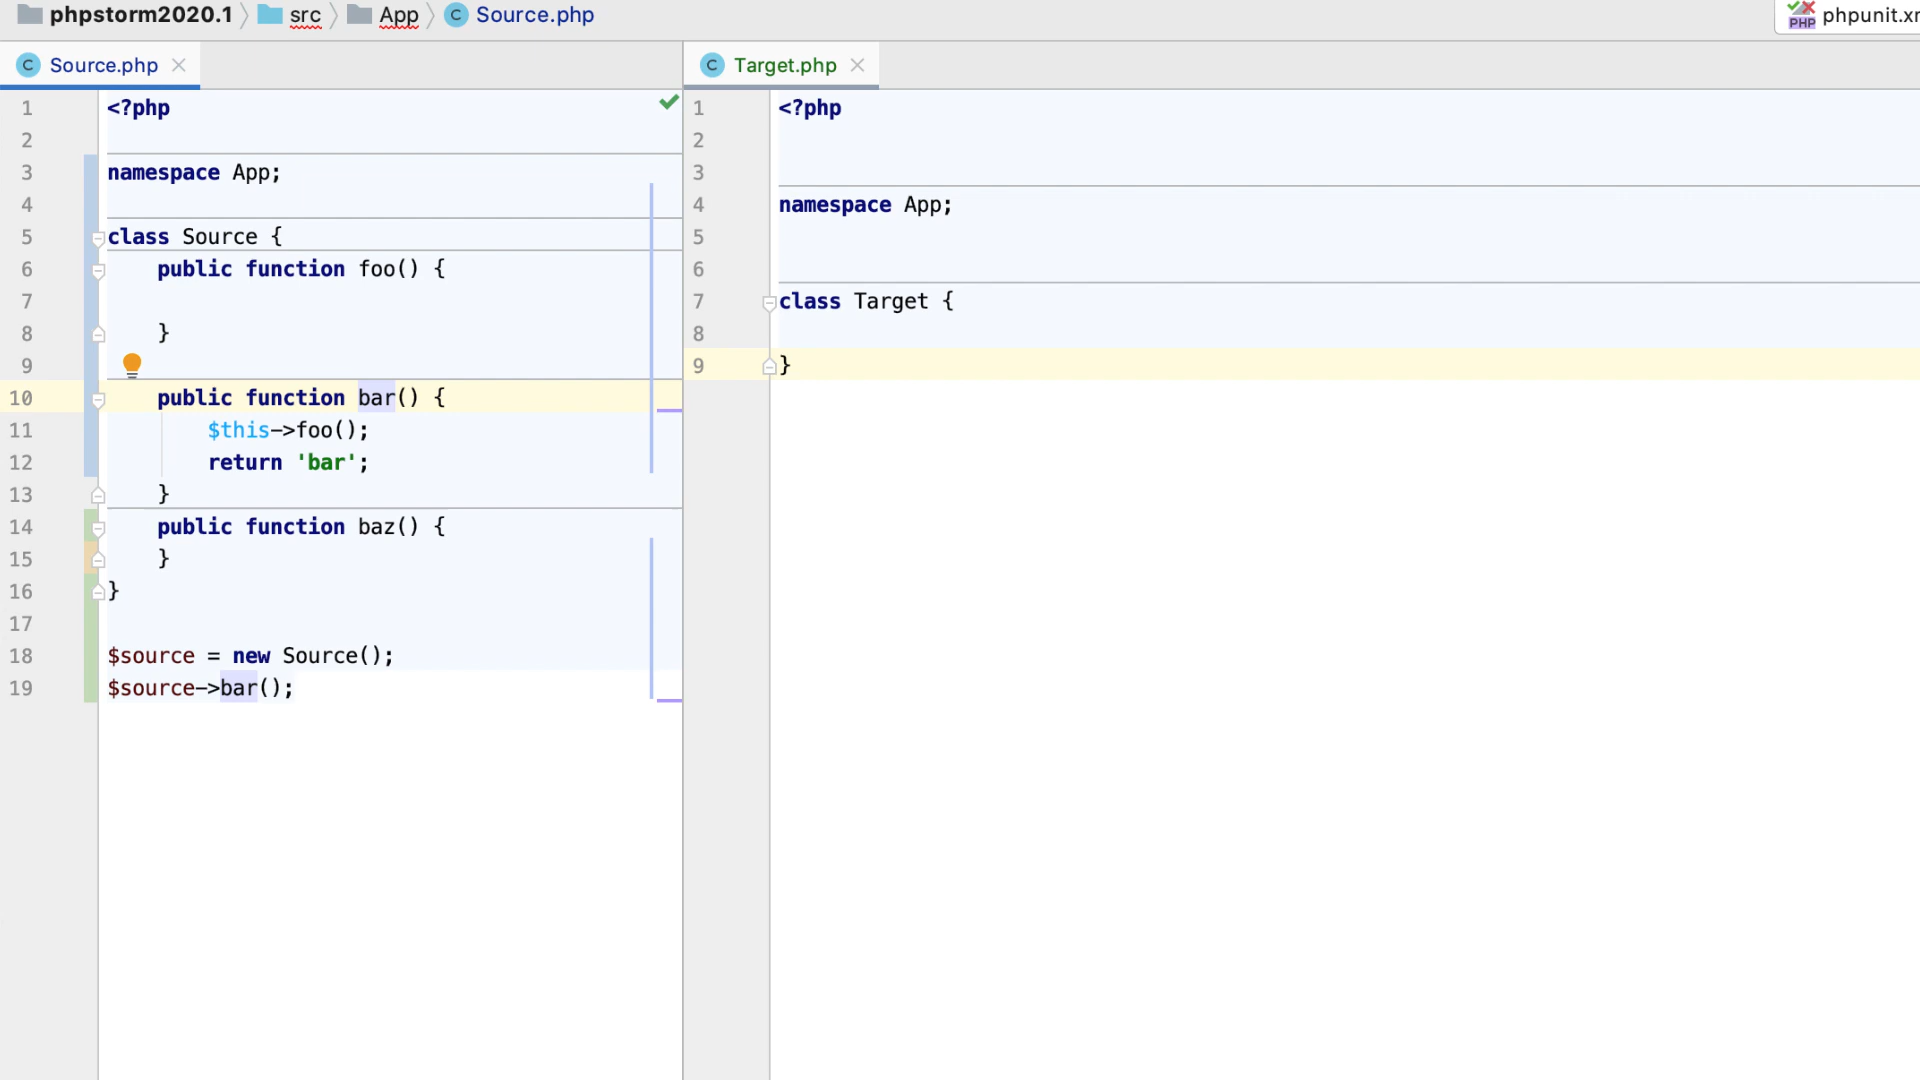 phpstorm2020.1 src App C Source.php PHP phpunit.xr
C Source.php C Target.php
1 <?php
2
3 namespace App;
4
5 class Source {
6 public function foo() {
7
8 }
9
10 public function bar() {
11 $this->foo();
12 return 'bar';
13 }
14 public function baz() {
15 }
16 }
17
18 $source = new Source();
19 $source->bar();
1 <?php
2
3
4 namespace App;
5
6
7 class Target {
8
9 }